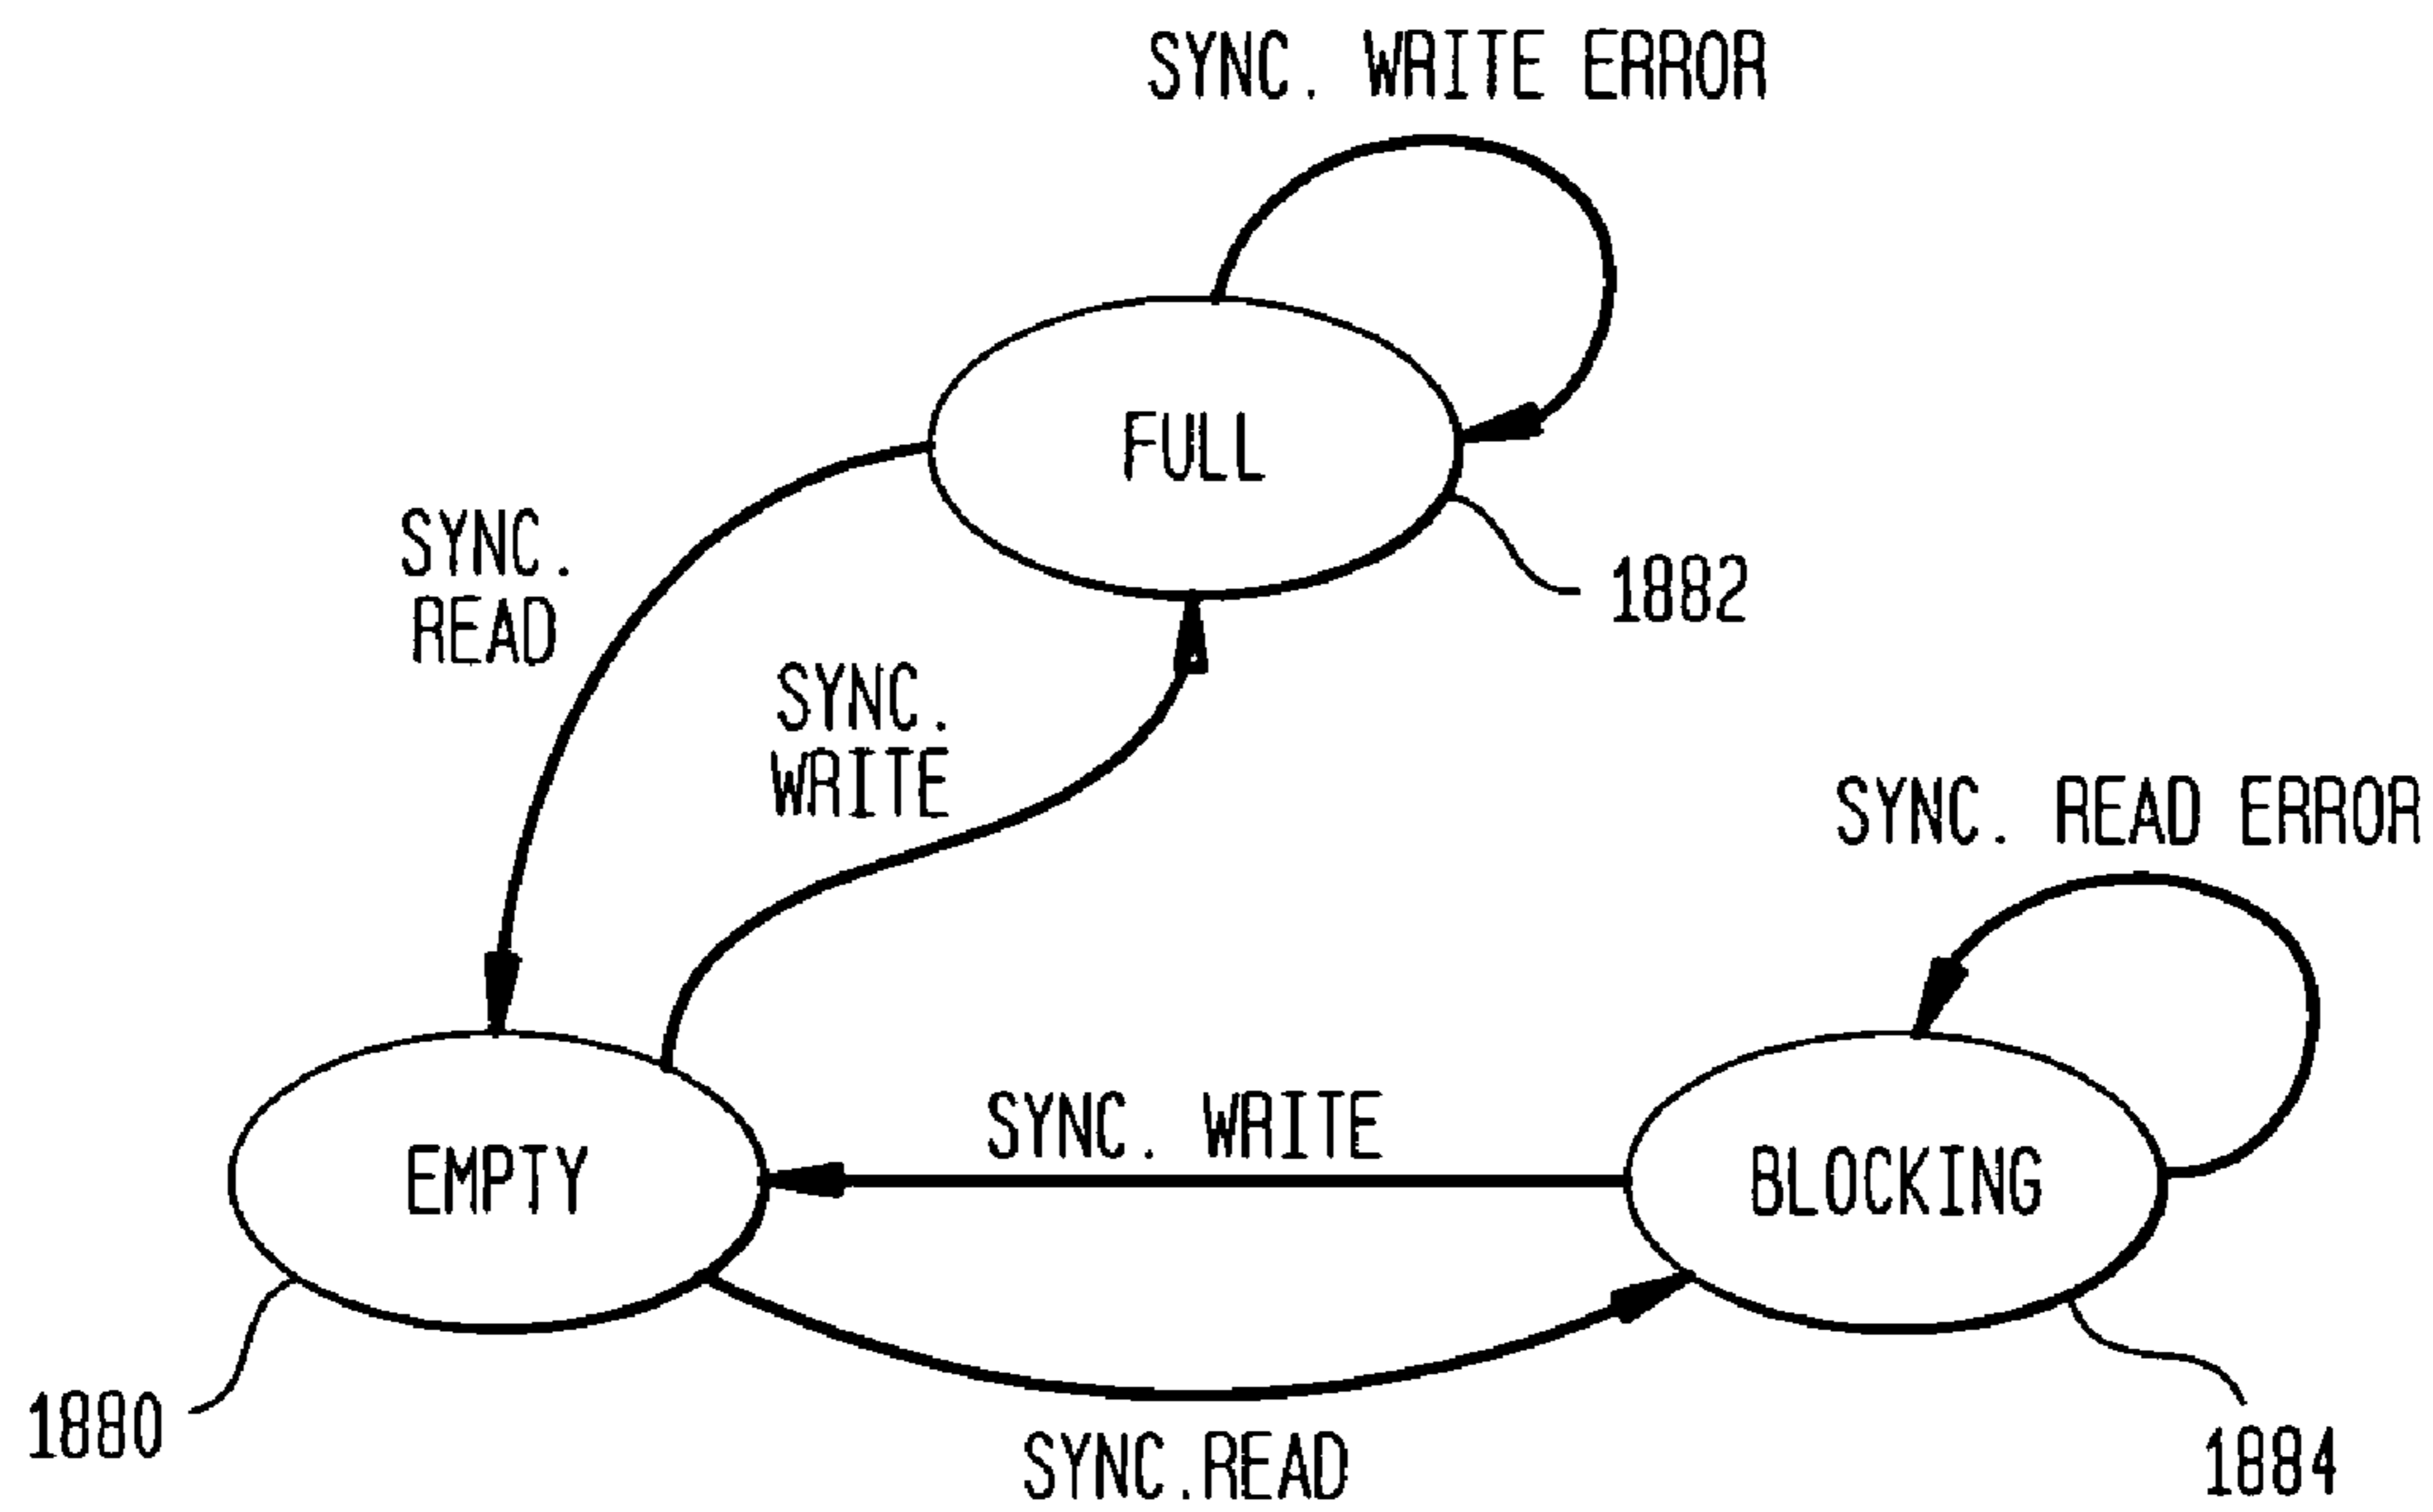 SYNC. WRITE ERROR
FULL
SYNC.
READ
1882
SYNC.
WRITE
SYNC. READ ERROR
SYNC. WRITE
EMPTY
BLOCKING
1880
SYNC.READ
1884